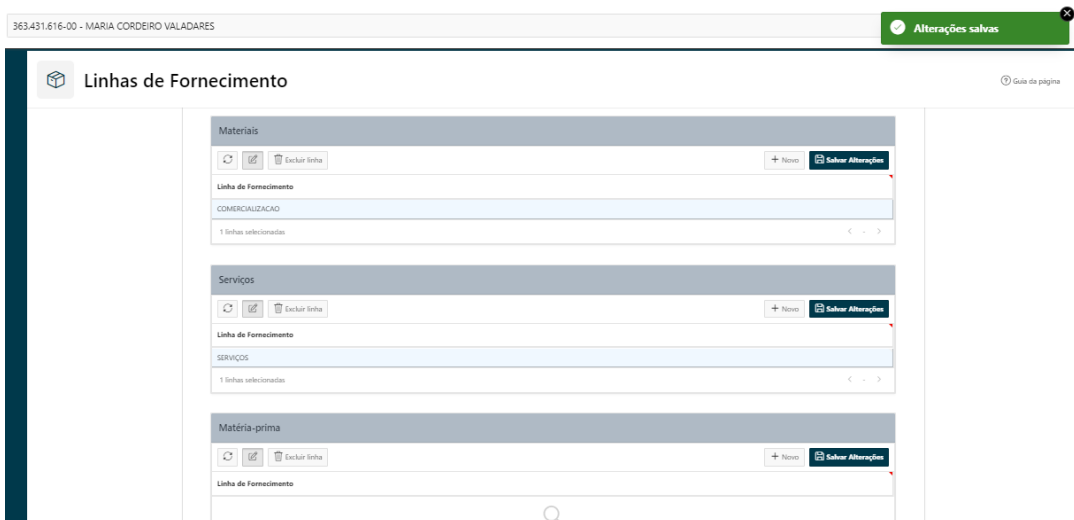 363.431.616-00 - MARIA CORDEIRO VALADARES
Alterações salvas
Linhas de Fornecimento
Guia da página
Materiais
Excluir linha
Novo
Salvar Alterações
Linha de Fornecimento
COMERCIALIZACAO
1 linhas selecionadas
Serviços
Excluir linha
Novo
Salvar Alterações
Linha de Fornecimento
SERVIÇOS
1 linhas selecionadas
Matéria-prima
Excluir linha
Novo
Salvar Alterações
Linha de Fornecimento